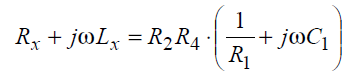 Rₓ + jωLₓ = R₂R₄ · (1/R₁ + jωC₁)